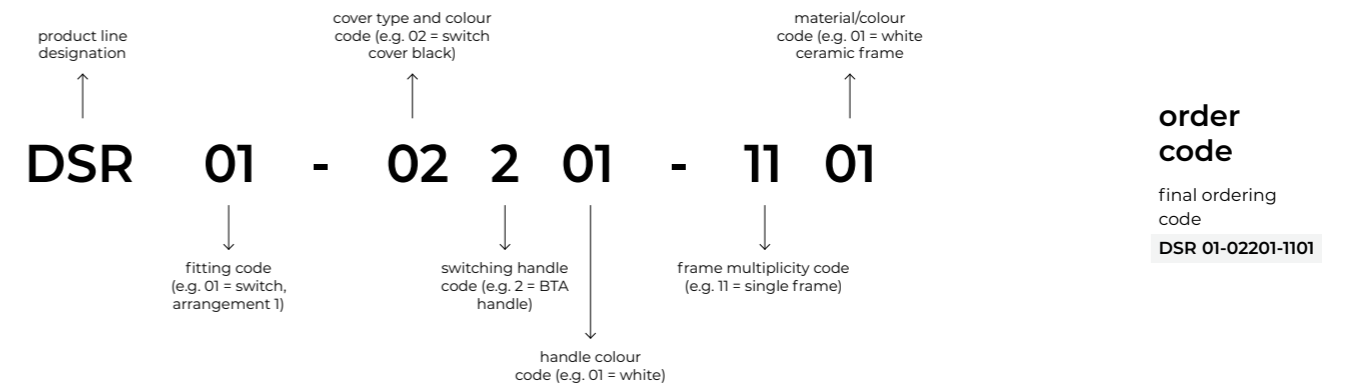 product line
designation
cover type and colour
code (e.g. 02 = switch
cover black)
material/colour
code (e.g. 01 = white
ceramic frame
DSR 01 - 02 2 01 - 11 01
fitting code
(e.g. 01 = switch,
arrangement 1)
switching handle
code (e.g. 2 = BTA
handle)
handle colour
code (e.g. 01 = white)
frame multiplicity code
(e.g. 11 = single frame)
order
code
final ordering
code
DSR 01-02201-1101